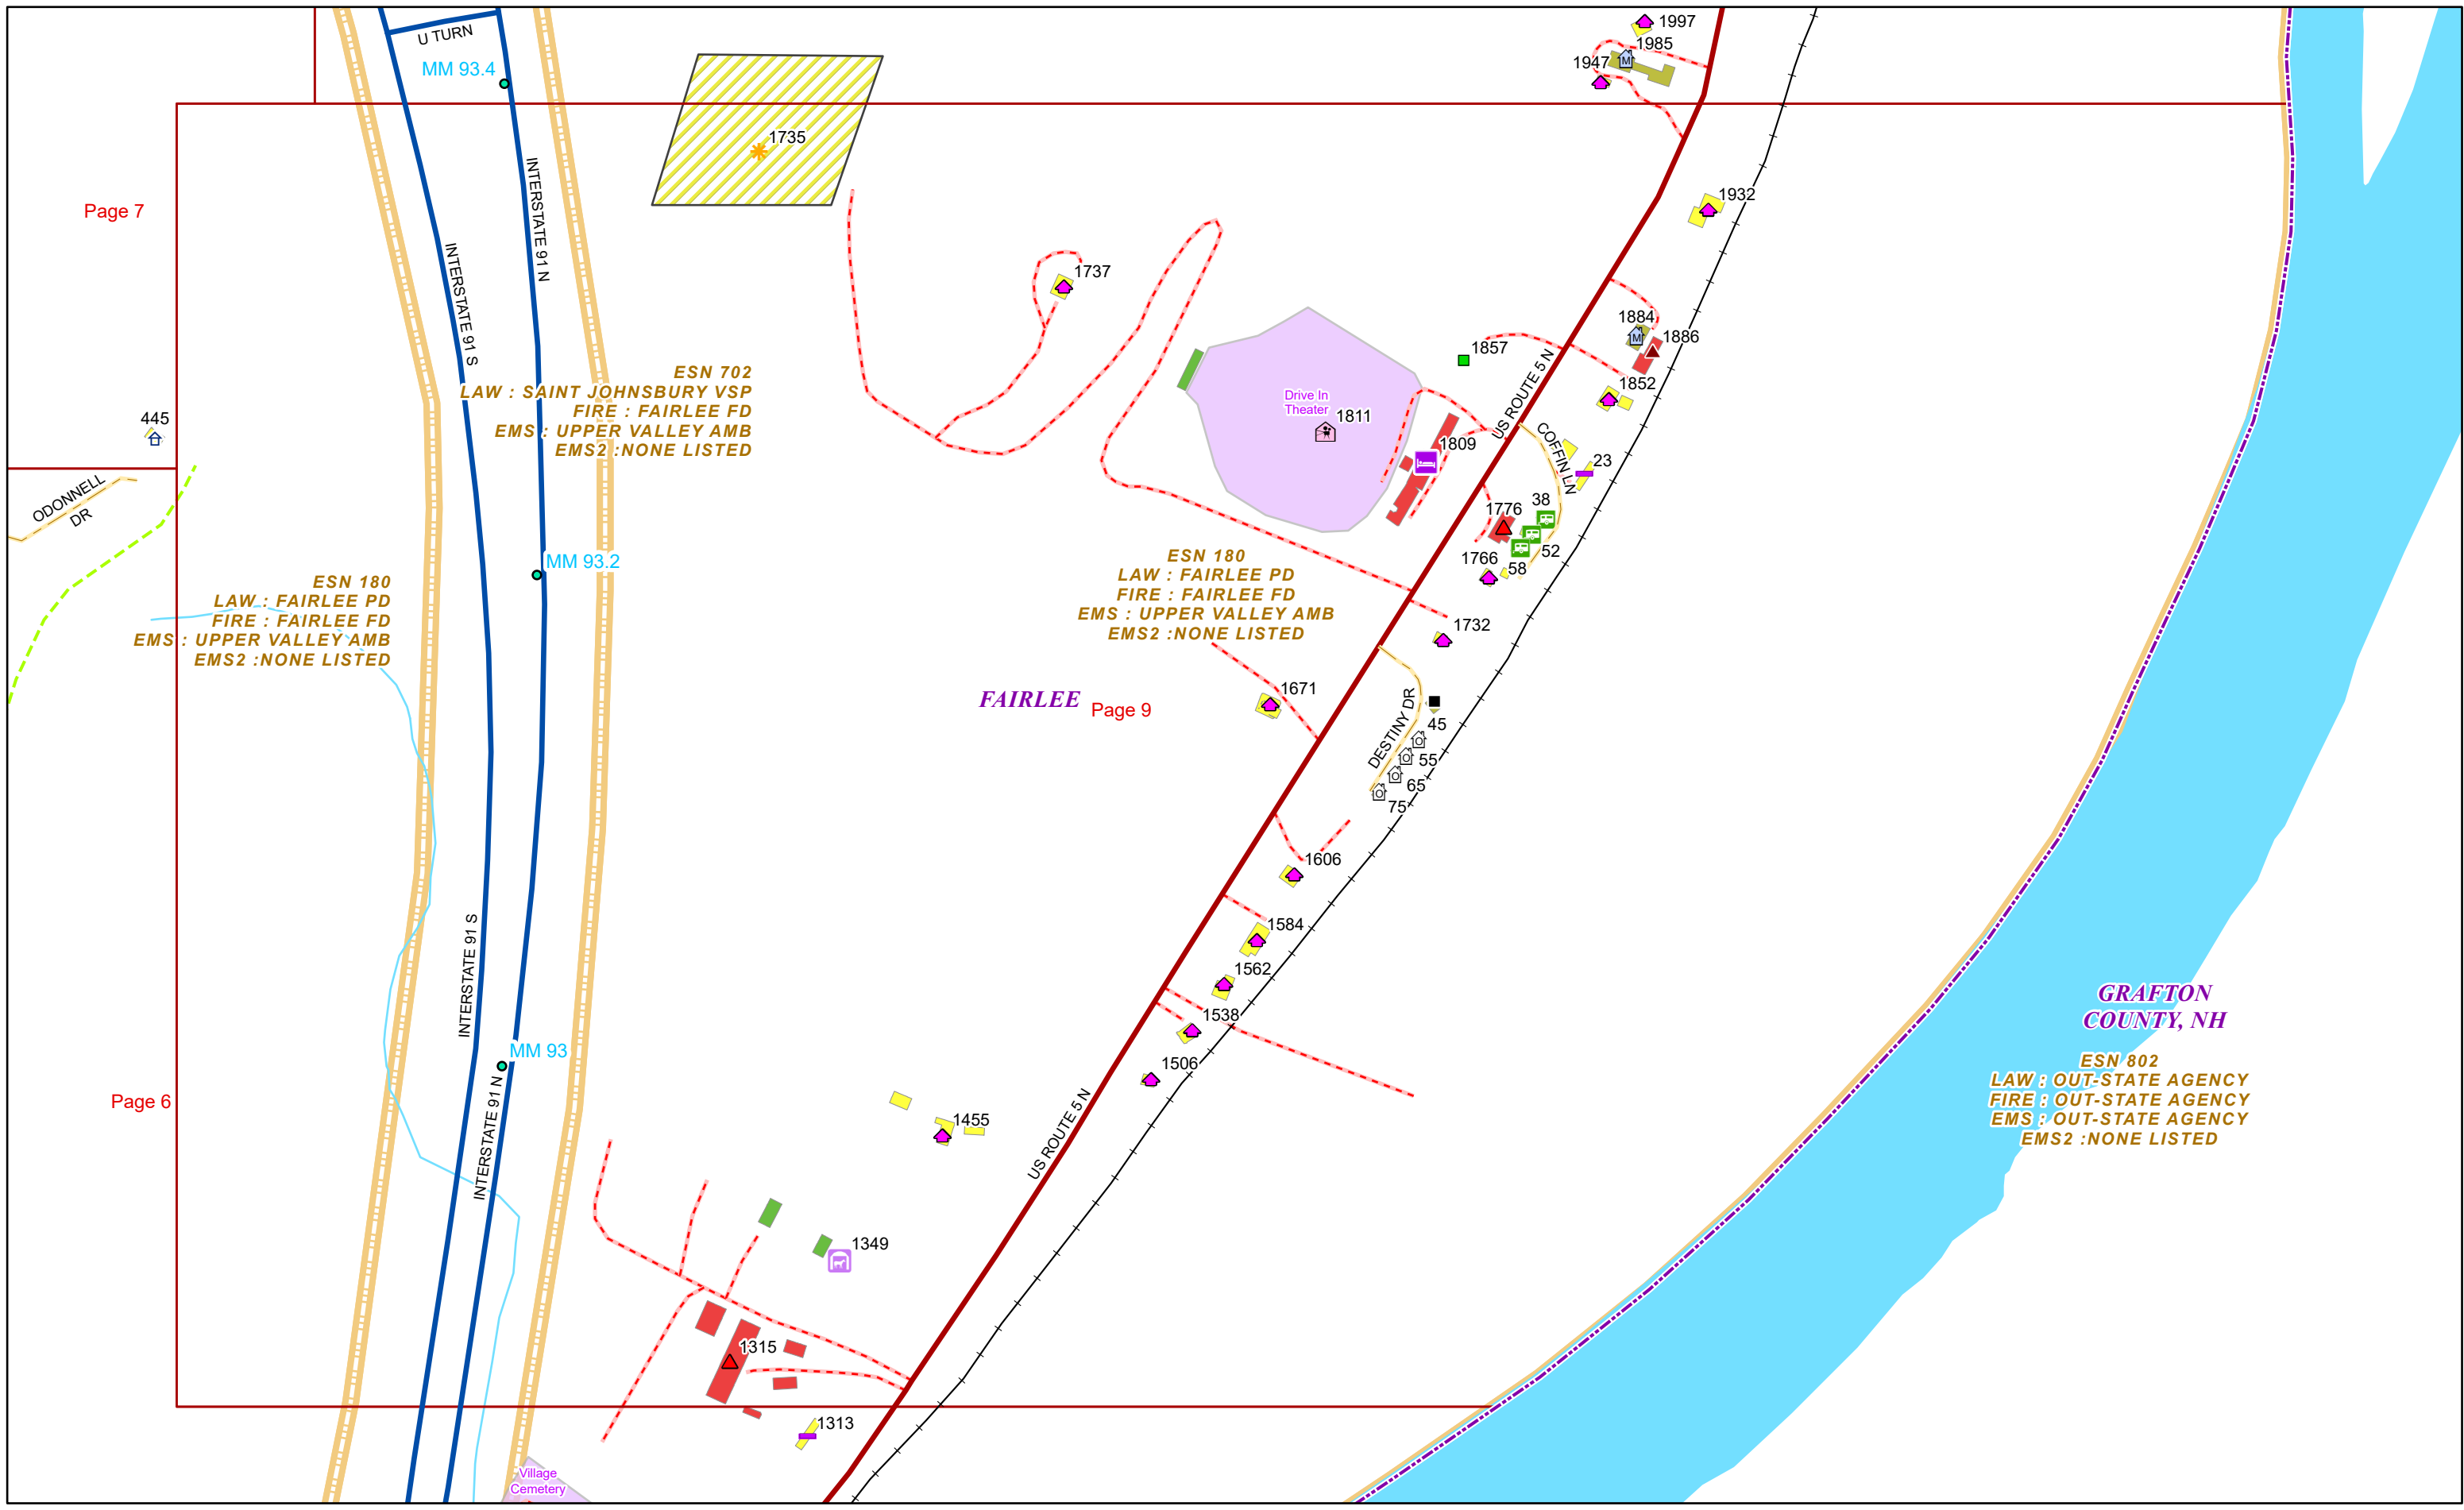 U TURN
MM 93.4
1997
1985
1947
1735
INTERSTATE 91 N
Page 7
1932
INTERSTATE 91 S
1737
1884
1886
1857
US ROUTE 5 N
ESN 702
LAW : SAINT JOHNSBURY VSP
FIRE : FAIRLEE FD
EMS : UPPER VALLEY AMB
EMS2 :NONE LISTED
1852
Drive In
Theater
1811
445
1809
COFFIN LN
23
ODONNELL
DR
38
1776
52
1766
58
MM 93.2
ESN 180
LAW : FAIRLEE PD
FIRE : FAIRLEE FD
EMS : UPPER VALLEY AMB
EMS2 :NONE LISTED
ESN 180
LAW : FAIRLEE PD
FIRE : FAIRLEE FD
EMS : UPPER VALLEY AMB
EMS2 :NONE LISTED
1732
1671
FAIRLEE
Page 9
DESTINY DR
45
55
65
75
1606
1584
1562
1538
INTERSTATE 91 S
GRAFTON
COUNTY, NH
MM 93
1506
ESN 802
LAW : OUT-STATE AGENCY
FIRE : OUT-STATE AGENCY
EMS : OUT-STATE AGENCY
EMS2 :NONE LISTED
Page 6
INTERSTATE 91 N
1455
US ROUTE 5 N
1349
1315
1313
Village
Cemetery